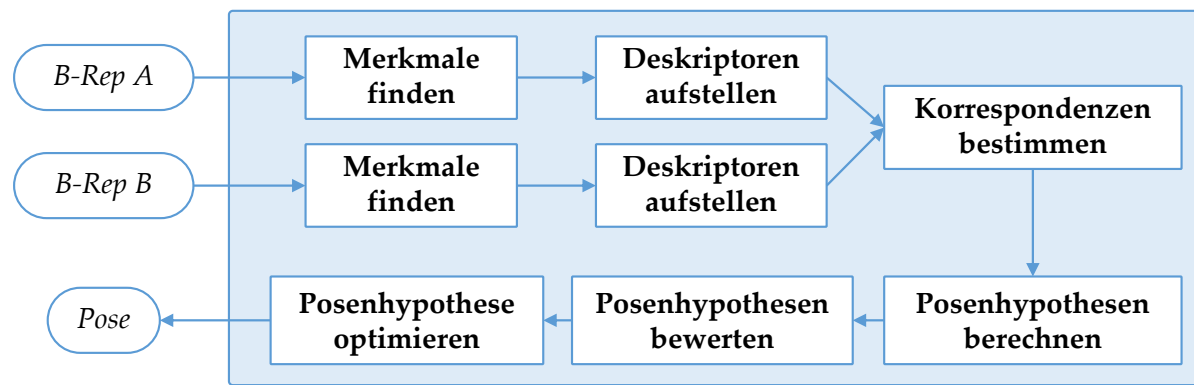 B-Rep A
Merkmale
finden
Deskriptoren
aufstellen
Korrespondenzen
bestimmen
B-Rep B
Merkmale
finden
Deskriptoren
aufstellen
Pose
Posenhypothese
optimieren
Posenhypothesen
bewerten
Posenhypothesen
berechnen